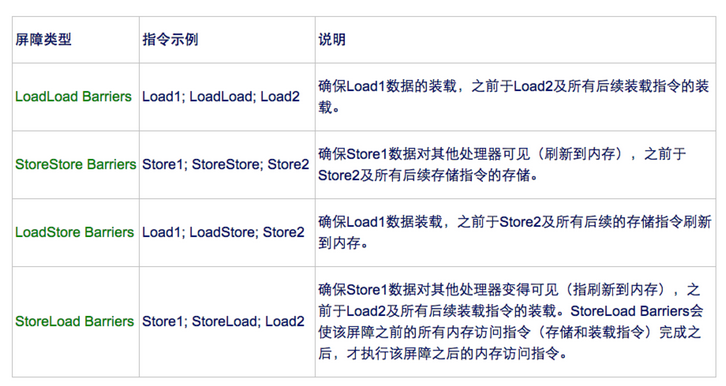 屏障类型 指令示例 说明
LoadLoad Barriers Load1; LoadLoad; Load2 确保Load1数据的装载，之前于Load2及所有后续装载指令的装
载。
StoreStore Barriers Store1; StoreStore; Store2 确保Store1数据对其他处理器可见（刷新到内存），之前于
Store2及所有后续存储指令的存储。
LoadStore Barriers Load1; LoadStore; Store2 确保Load1数据装载，之前于Store2及所有后续的存储指令刷新
到内存。
StoreLoad Barriers Store1; StoreLoad; Load2 确保Store1数据对其他处理器变得可见（指刷新到内存），之
前于Load2及所有后续装载指令的装载。StoreLoad Barriers会
使该屏障之前的所有内存访问指令（存储和装载指令）完成之
后，才执行该屏障之后的内存访问指令。